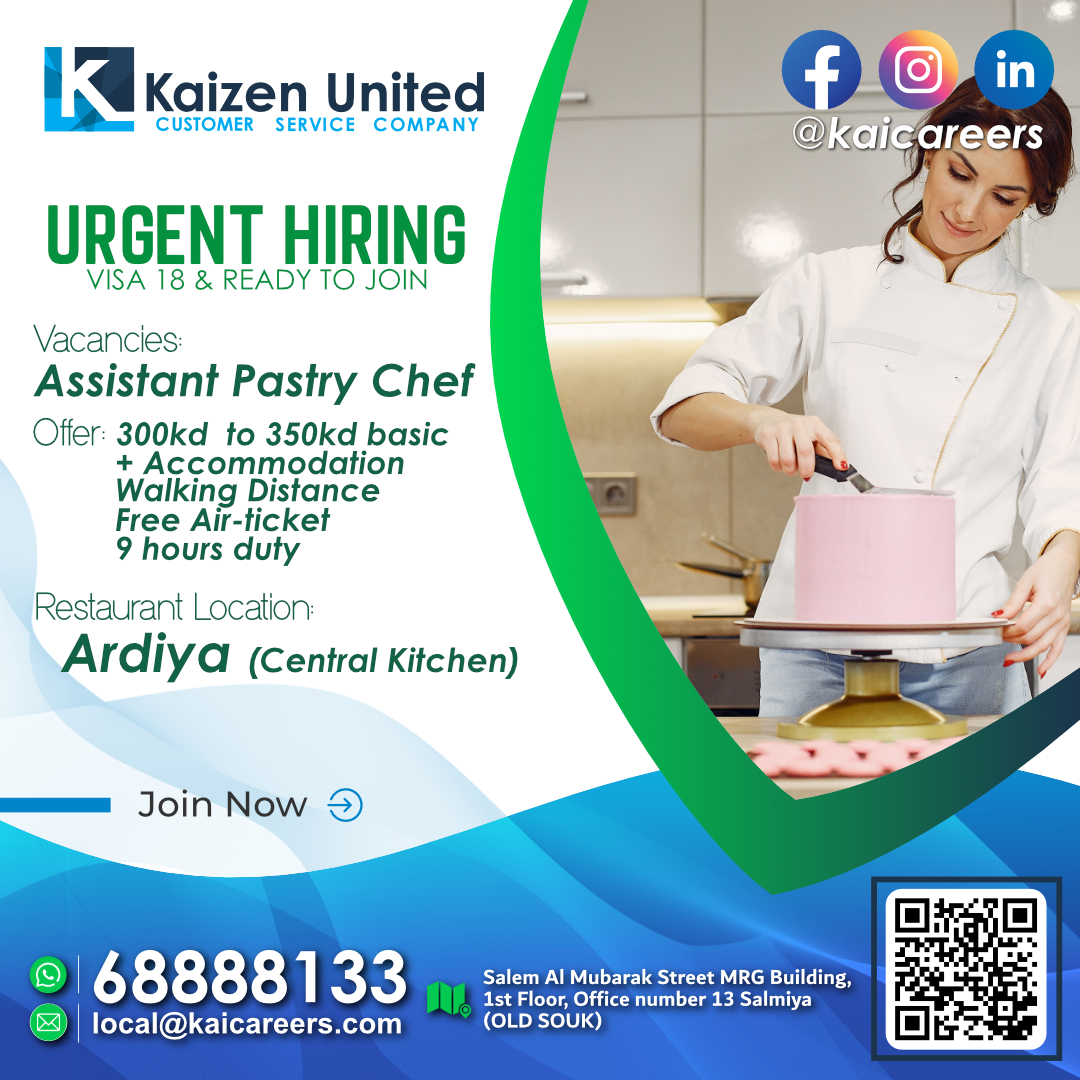 K Kaizen United
CUSTOMER SERVICE COMPANY
f in
@kaicareers
URGENT HIRING
VISA 18 & READY TO JOIN
Vacancies:
Assistant Pastry Chef
Offer: 300kd to 350kd basic
+ Accommodation
Walking Distance
Free Air-ticket
9 hours duty
Restaurant Location:
Ardiya (Central Kitchen)
Join Now
68888133
local@kaicareers.com
Salem Al Mubarak Street MRG Building,
1st Floor, Office number 13 Salmiya
(OLD SOUK)